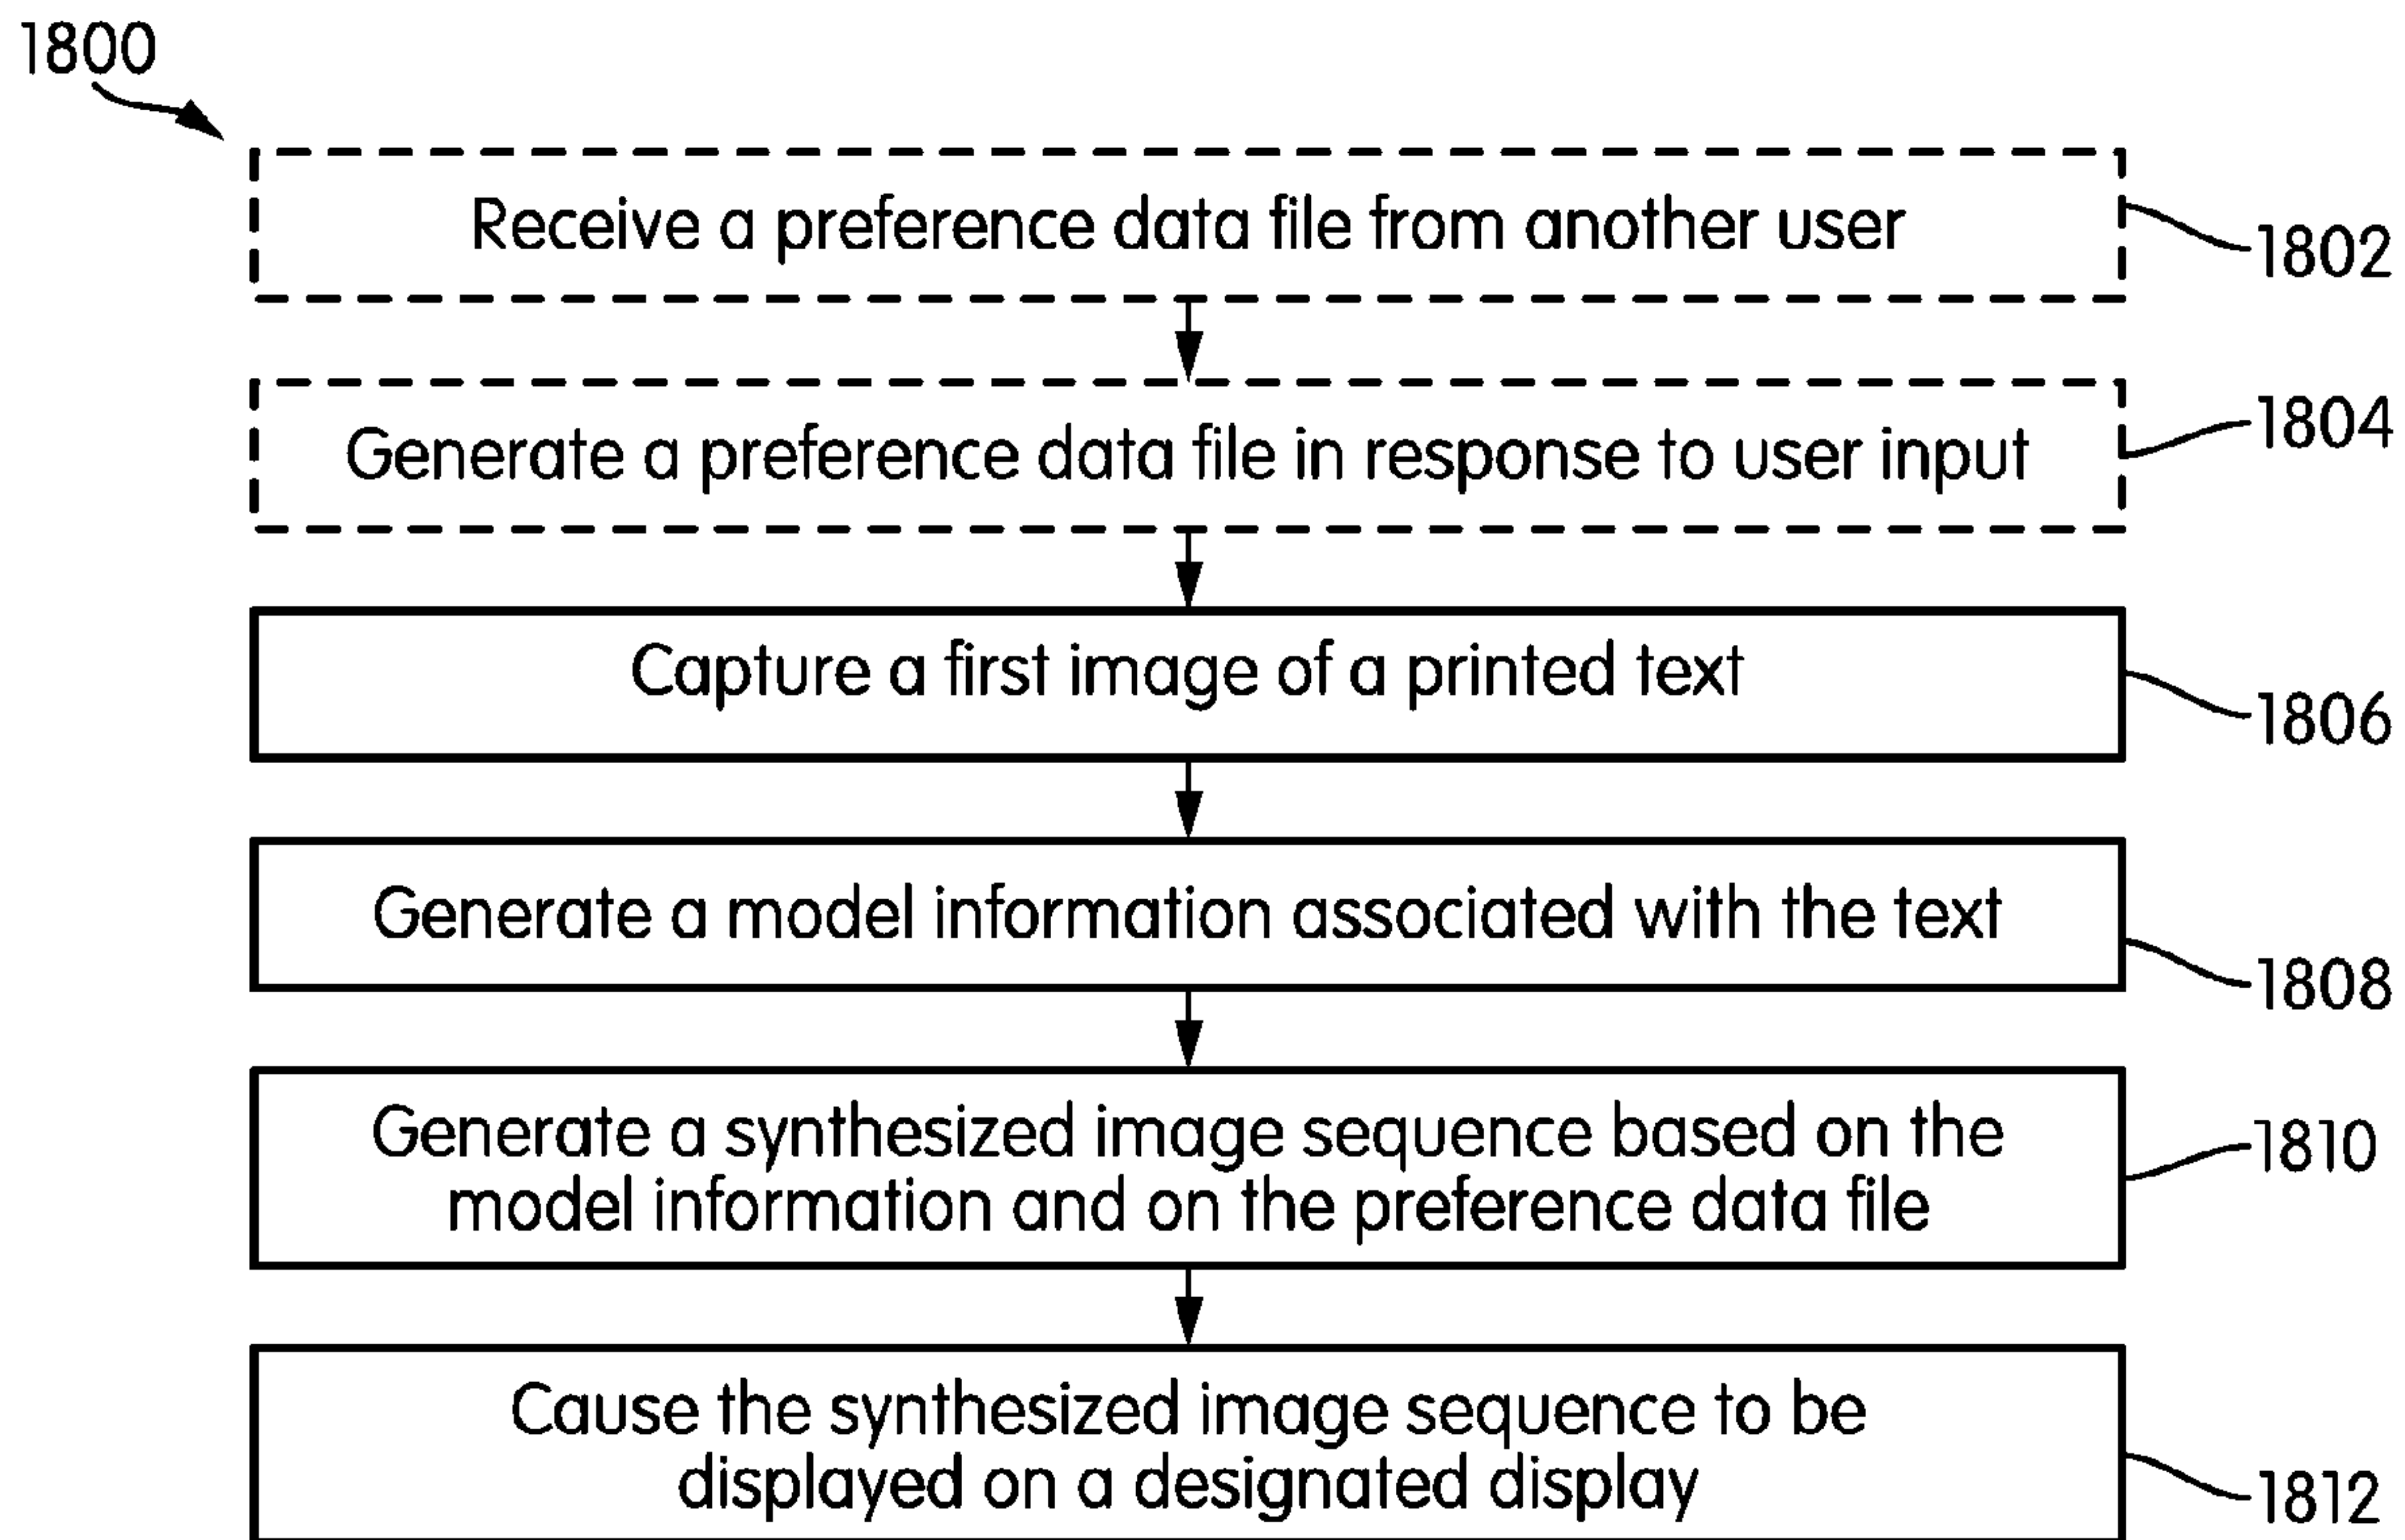 1800
Receive a preference data file from another user
1802
Generate a preference data file in response to user input
1804
Capture a first image of a printed text
1806
Generate a model information associated with the text
1808
Generate a synthesized image sequence based on the
model information and on the preference data file
1810
Cause the synthesized image sequence to be
displayed on a designated display
1812